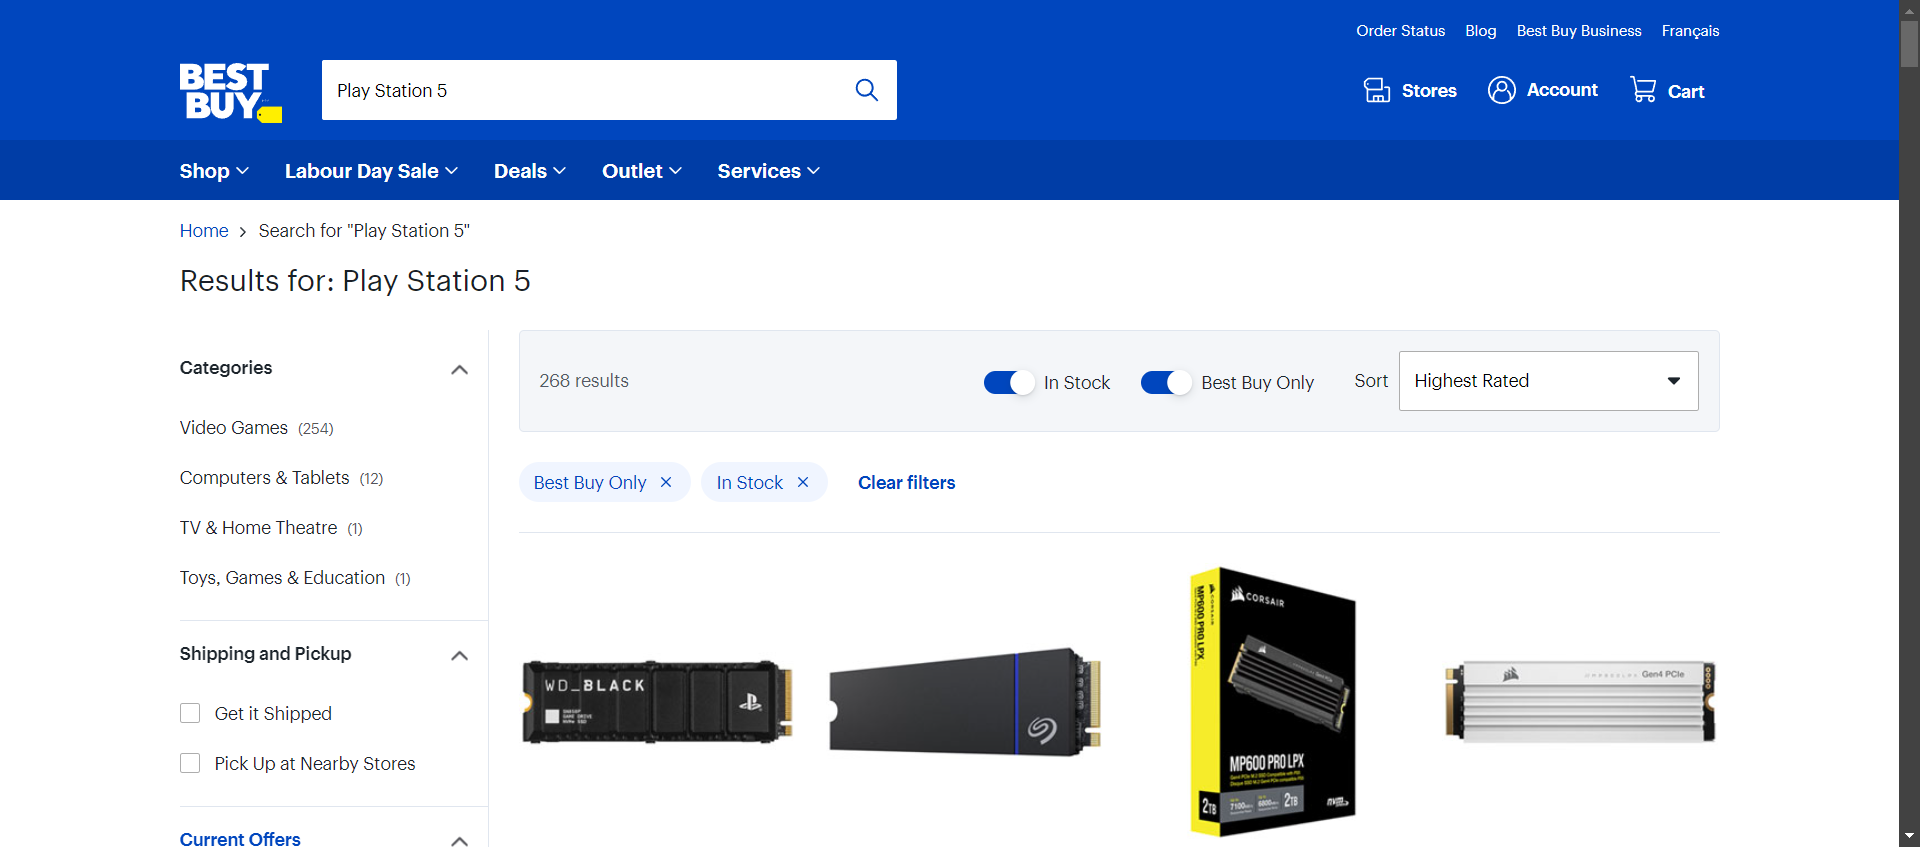 Order Status Blog Best Buy Business Français
BEST
BUY
Play Station 5
Stores Account Cart
Shop Labour Day Sale Deals Outlet Services
Home > Search for "Play Station 5"
Results for: Play Station 5
Categories
Video Games (254)
Computers & Tablets (12)
TV & Home Theatre (1)
Toys, Games & Education (1)
Shipping and Pickup
Get it Shipped
Pick Up at Nearby Stores
Current Offers
268 results In Stock Best Buy Only Sort Highest Rated
Best Buy Only × In Stock × Clear filters
WD_BLACK
CORSAIR
MP600 PRO LPX
MP600 PRO LPX
2TB
2TB
Gen4 PCIe